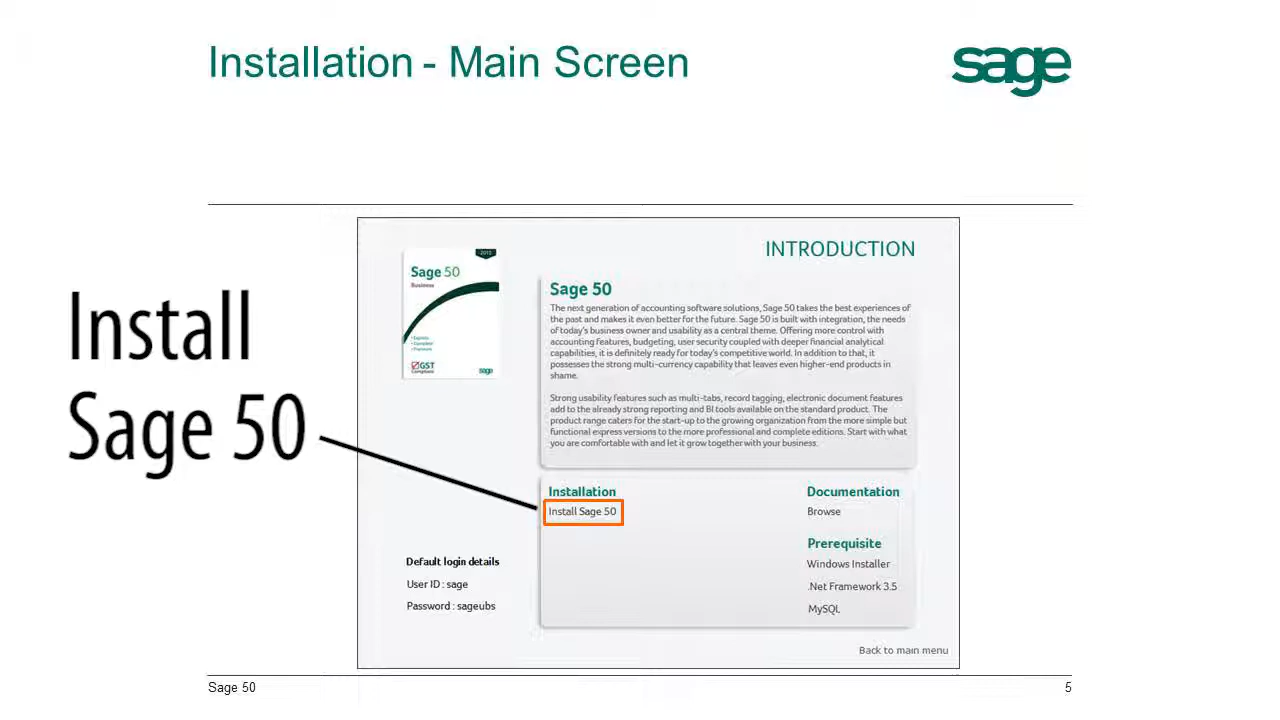 Installation - Main Screen
sage
INTRODUCTION
2015
Sage 50
Business
• Express
• Complete
• Premium
GST
Compliant
sage
Install
Sage 50
Sage 50
The next generation of accounting software solutions, Sage 50 takes the best experiences of
the past and makes it even better for the future. Sage 50 is built with integration, the needs
of today's business owner and usability as a central theme. Offering more control with
accounting features, budgeting, user security coupled with deeper financial analytical
capabilities, it is definitely ready for today's competitive world. In addition to that, it
possesses the strong multi-currency capability that leaves even higher-end products in
shame.
Strong usability features such as multi-tabs, record tagging, electronic document features
add to the already strong reporting and BI tools available on the standard product. The
product range caters for the start-up to the growing organization from the more simple but
functional express versions to the more professional and complete editions. Start with what
you are comfortable with and let it grow together with your business.
Installation
Install Sage 50
Documentation
Browse
Prerequisite
Windows Installer
.Net Framework 3.5
MySQL
Default login details
User ID : sage
Password : sageubs
Back to main menu
Sage 50
5